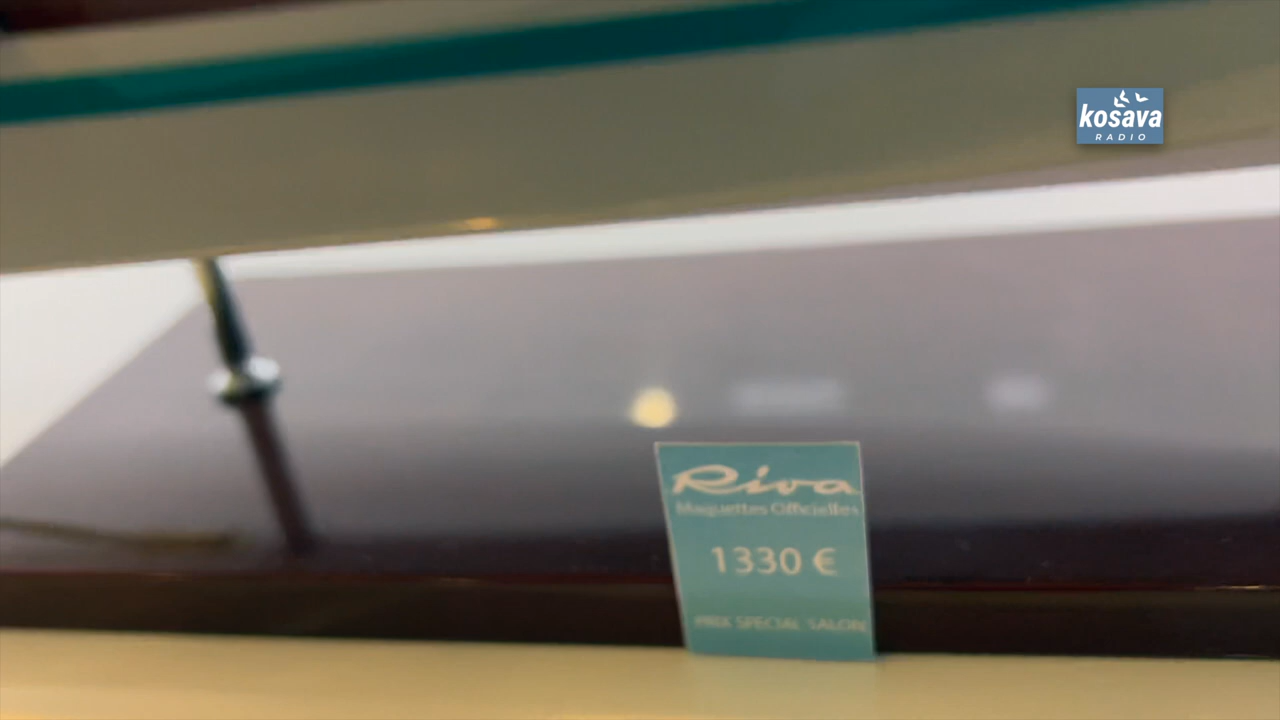 kosava
RADIO
Riva
Maquettes Officielles
1330 €
PRIX SPECIAL SALON